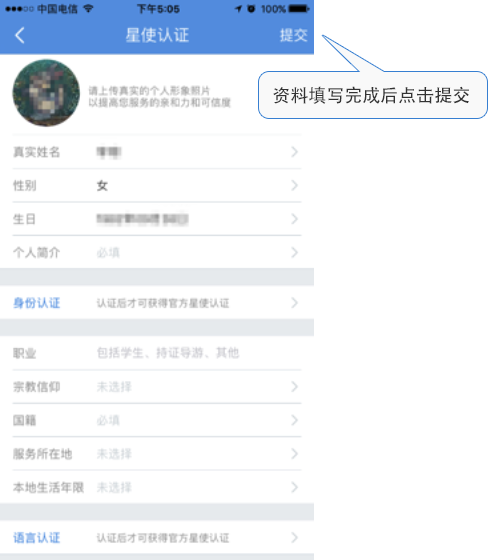 中国电信 下午5:05 100%
星使认证 提交
请上传真实的个人形象照片
以提高您服务的亲和力和可信度
资料填写完成后点击提交
真实姓名
性别 女
生日
个人简介 必填
身份认证 认证后才可获得官方星使认证
职业 包括学生、持证导游、其他
宗教信仰 未选择
国籍 必填
服务所在地 未选择
本地生活年限 未选择
语言认证 认证后才可获得官方星使认证